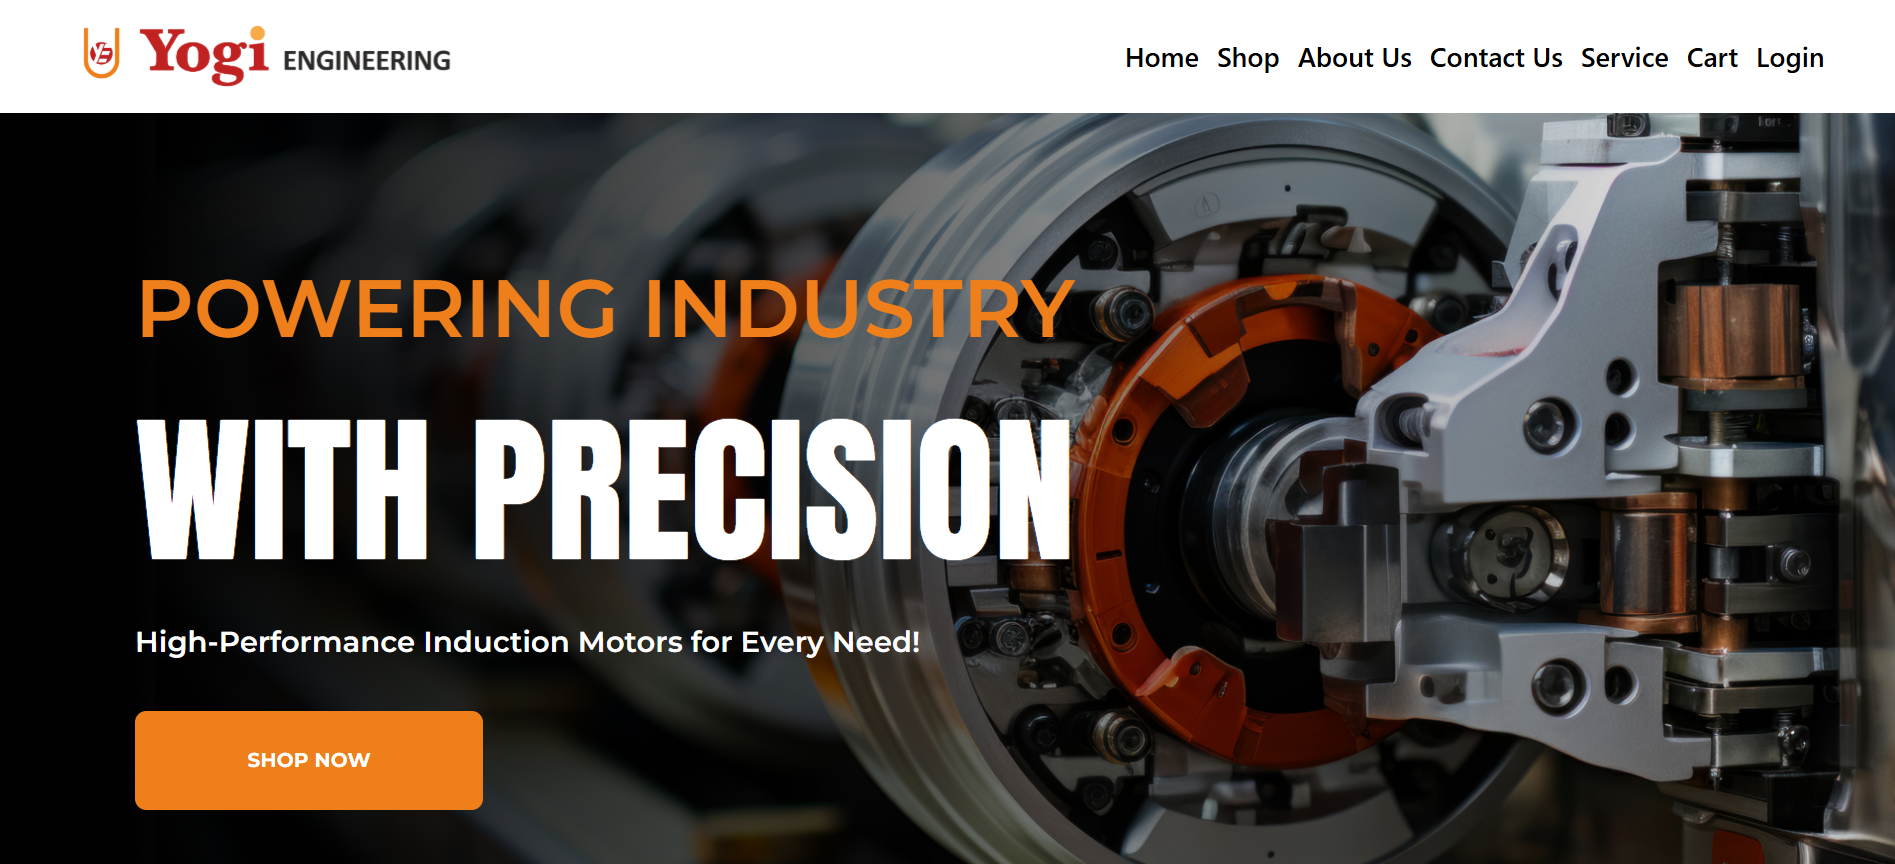 Yogi ENGINEERING
Home Shop About Us Contact Us Service Cart Login
POWERING INDUSTRY
WITH PRECISION
High-Performance Induction Motors for Every Need!
SHOP NOW